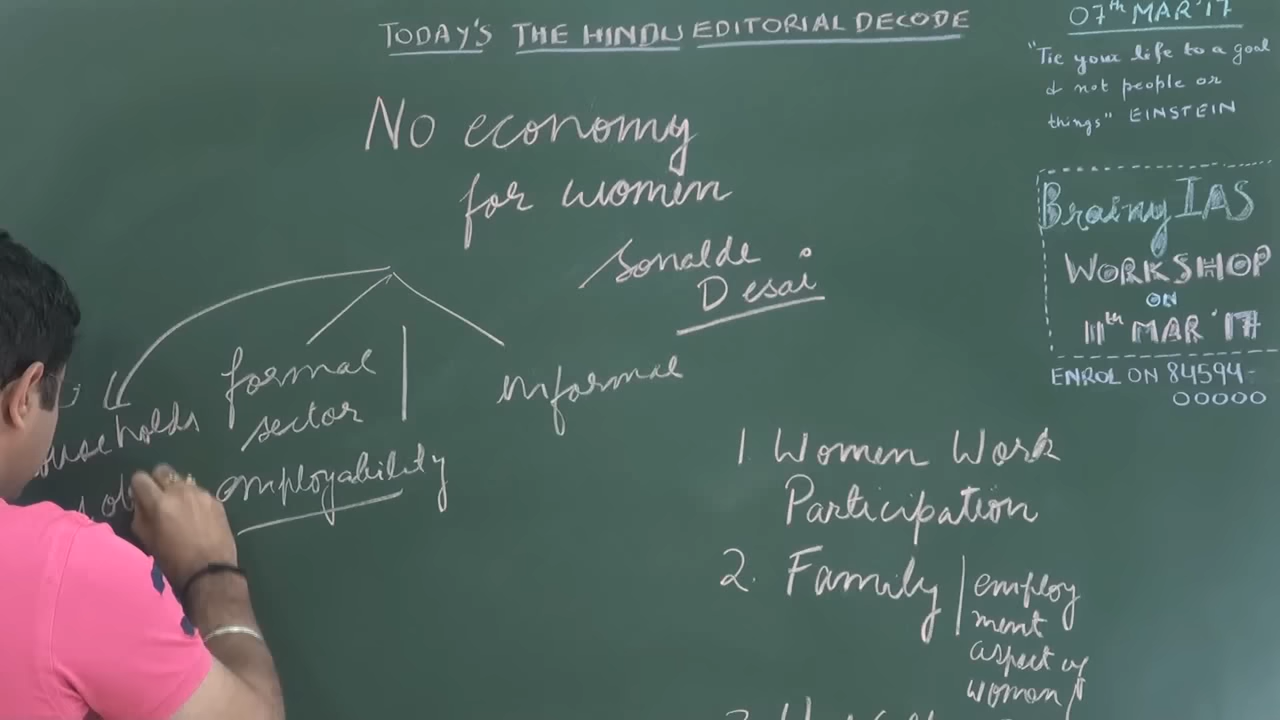 TODAY'S THE HINDU EDITORIAL DECODE
No economy
for women
Sonalde
Desai
formal
sector
employability
informal
1. Women Work
Participation
2. Family
employ
ment
aspect of
women
07th MAR '17
"Tie your life to a goal
& not people or
things" EINSTEIN
Brainy IAS
WORKSHOP
ON
11th MAR '17
ENROL ON 84594-
00000